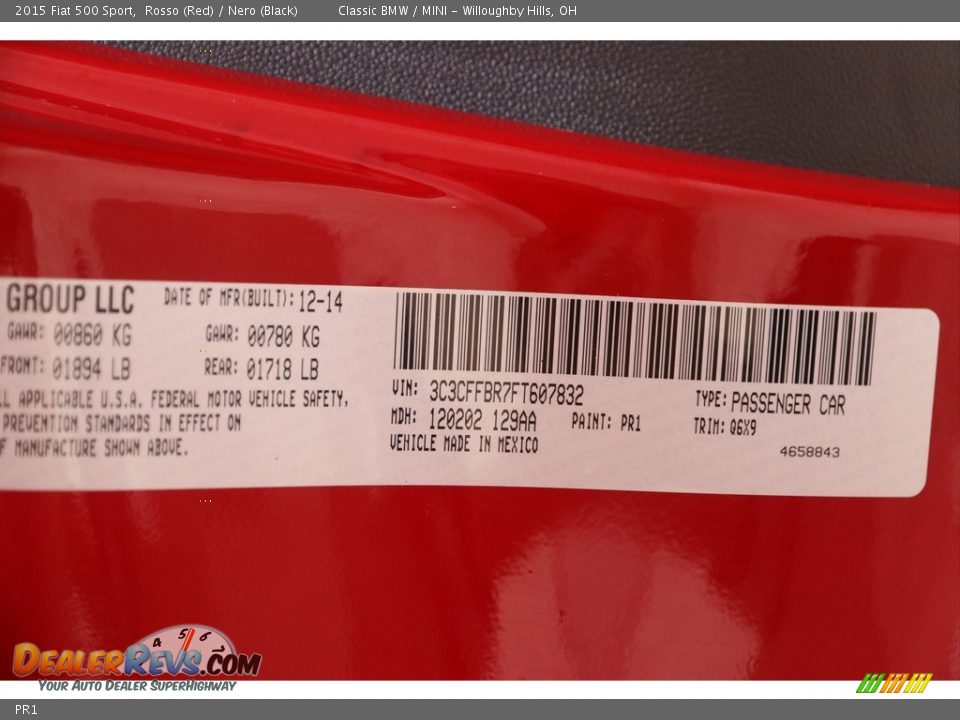 2015 Fiat 500 Sport, Rosso (Red) / Nero (Black) Classic BMW / MINI – Willoughby Hills, OH
GROUP LLC DATE OF MFR(BUILT): 12-14
GAWR: 00860 KG GAWR: 00780 KG
FRONT: 01894 LB REAR: 01718 LB
APPLICABLE U.S.A. FEDERAL MOTOR VEHICLE SAFETY,
PREVENTION STANDARDS IN EFFECT ON
MANUFACTURE SHOWN ABOVE.
VIN: 3C3CFFBR7FT607832 TYPE: PASSENGER CAR
MDH: 120202 129AA PAINT: PR1 TRIM: Q6X9
VEHICLE MADE IN MEXICO 4658843
4 5 6
DEALERREVS.COM
YOUR AUTO DEALER SUPERHIGHWAY
PR1